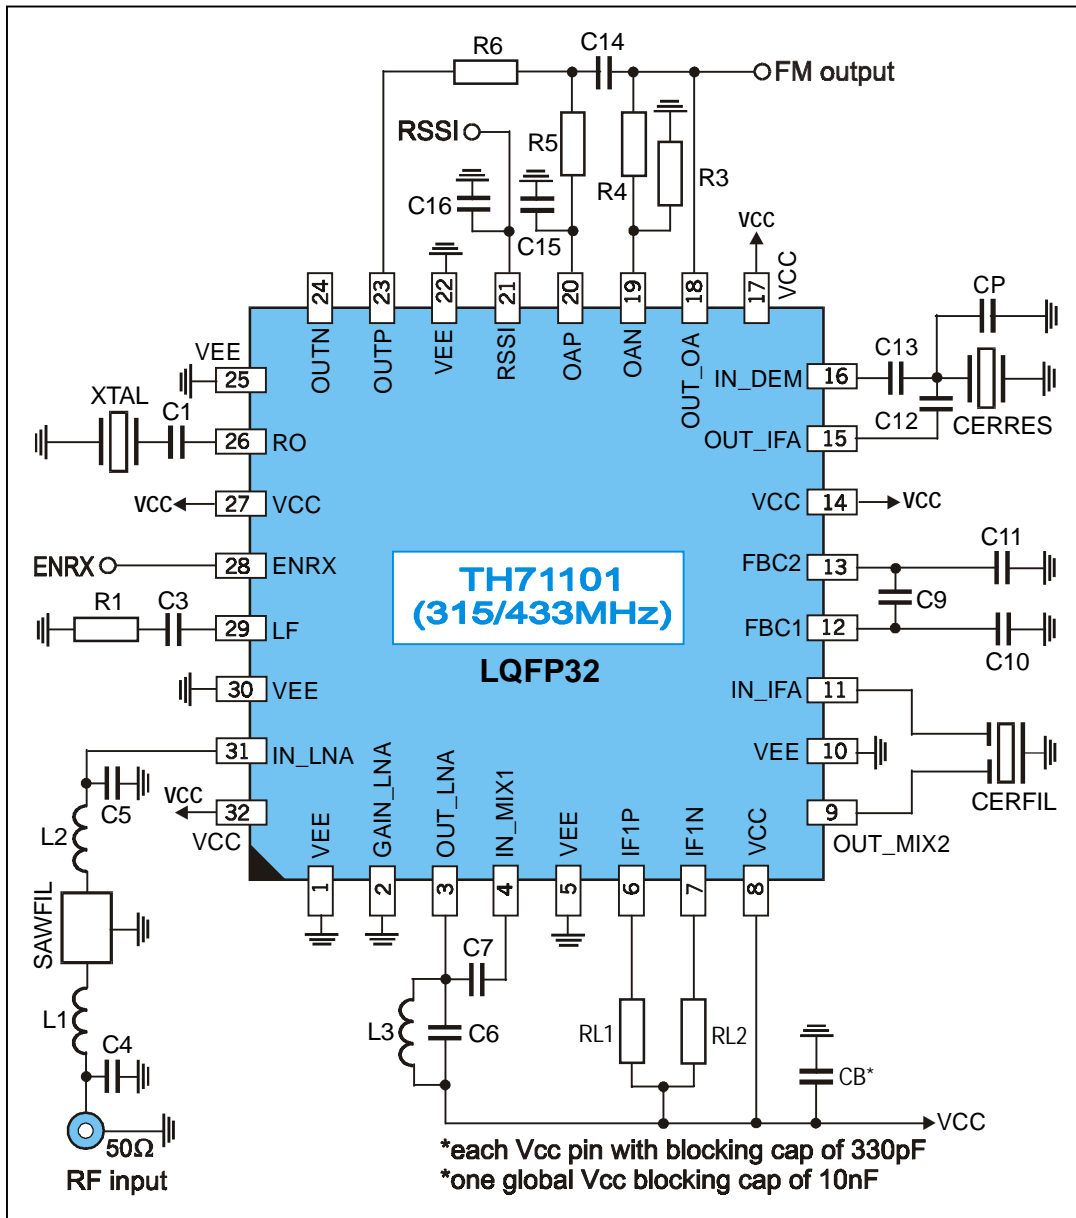 R6
C14
FM output
RSSI
R5
R4
R3
C16
C15
VCC
VCC
24
23
22
21
20
19
18
17
OUTN
OUTP
VEE
RSSI
OAP
OAN
OUT_OA
CP
VEE
25
IN_DEM
16
C13
XTAL
C1
26
RO
OUT_IFA
15
C12
CERRES
VCC
27
VCC
VCC
14
VCC
ENRX
28
ENRX
TH71101
(315/433MHz)
LQFP32
FBC2
13
C11
C9
R1
C3
29
LF
FBC1
12
C10
30
VEE
IN_IFA
11
31
IN_LNA
VEE
10
CERFIL
C5
VCC
32
VCC
9
OUT_MIX2
L2
VEE
GAIN_LNA
OUT_LNA
IN_MIX1
VEE
IF1P
IF1N
VCC
1
2
3
4
5
6
7
8
SAWFIL
C7
L1
C4
L3
C6
RL1
RL2
CB*
VCC
50Ω
RF input
*each Vcc pin with blocking cap of 330pF
*one global Vcc blocking cap of 10nF